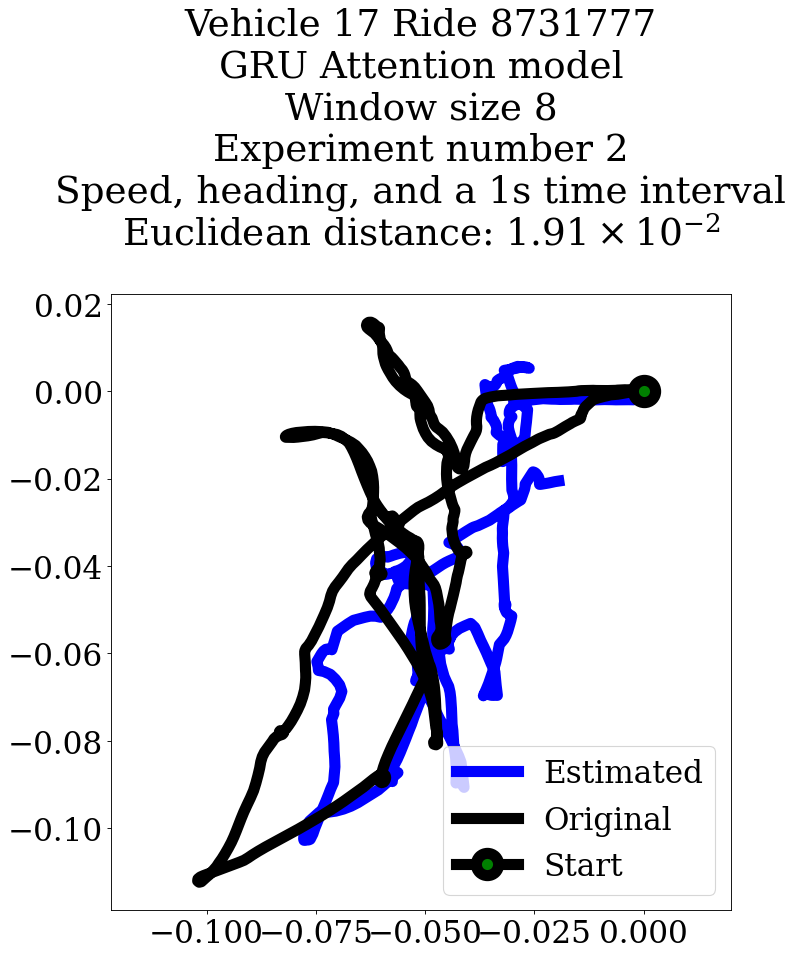 Vehicle 17 Ride 8731777
GRU Attention model
Window size 8
Experiment number 2
Speed, heading, and a 1s time interval
Euclidean distance: 1.91 × 10⁻²
0.02
0.00
−0.02
−0.04
−0.06
−0.08
−0.10
Estimated
Original
Start
−0.100 −0.075 −0.050 −0.025 0.000